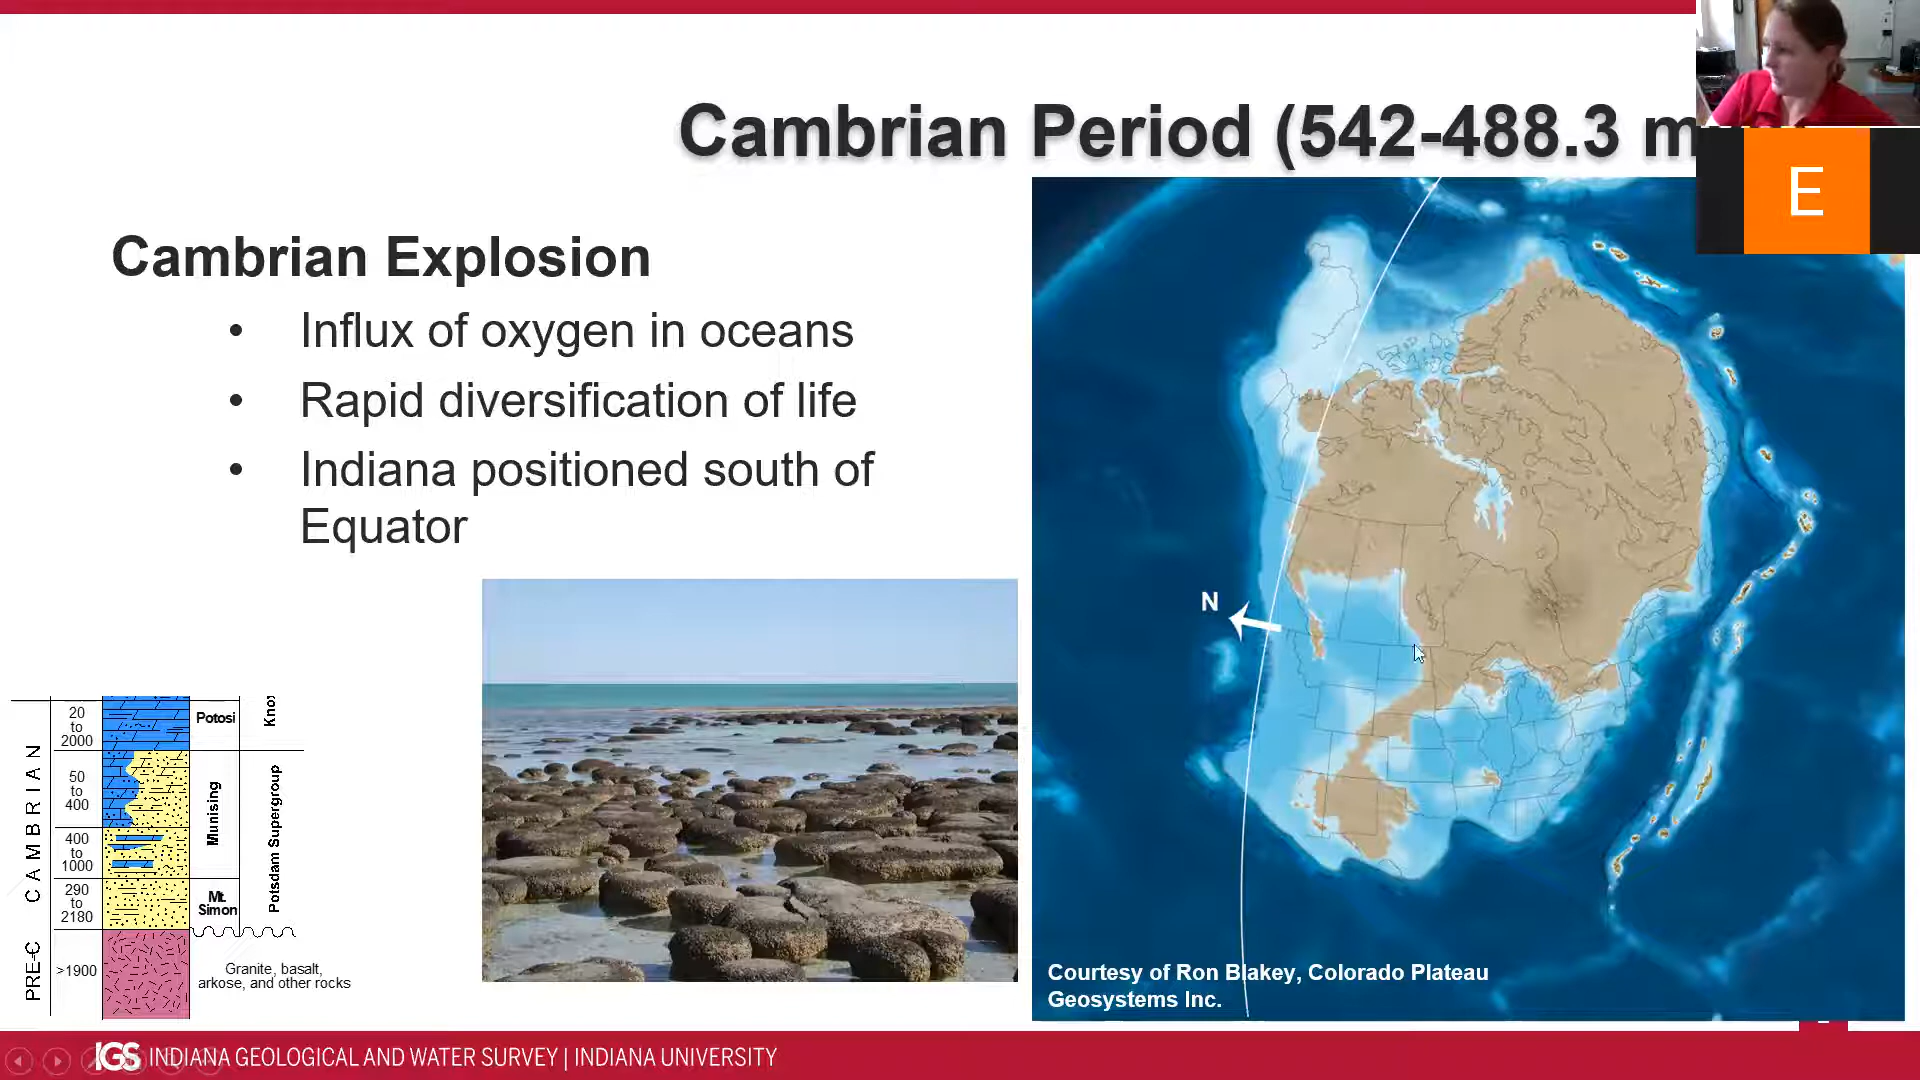 Cambrian Period (542-488.3 m
E
Cambrian Explosion
• Influx of oxygen in oceans
• Rapid diversification of life
• Indiana positioned south of
Equator
N
CAMBRIAN
PRE-Є
20
to
2000
50
to
400
400
to
1000
290
to
2180
>1900
Potosi
Munising
Mt.
Simon
Potsdam Supergroup
Granite, basalt,
arkose, and other rocks
Courtesy of Ron Blakey, Colorado Plateau
Geosystems Inc.
IGS INDIANA GEOLOGICAL AND WATER SURVEY | INDIANA UNIVERSITY